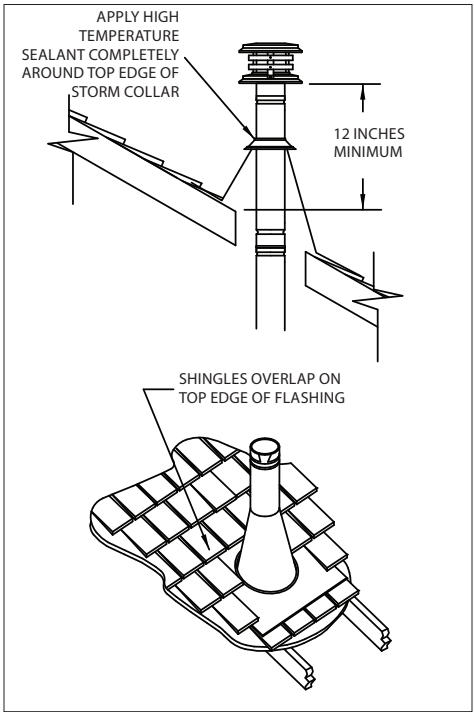 APPLY HIGH
TEMPERATURE
SEALANT COMPLETELY
AROUND TOP EDGE OF
STORM COLLAR
12 INCHES
MINIMUM
SHINGLES OVERLAP ON
TOP EDGE OF FLASHING